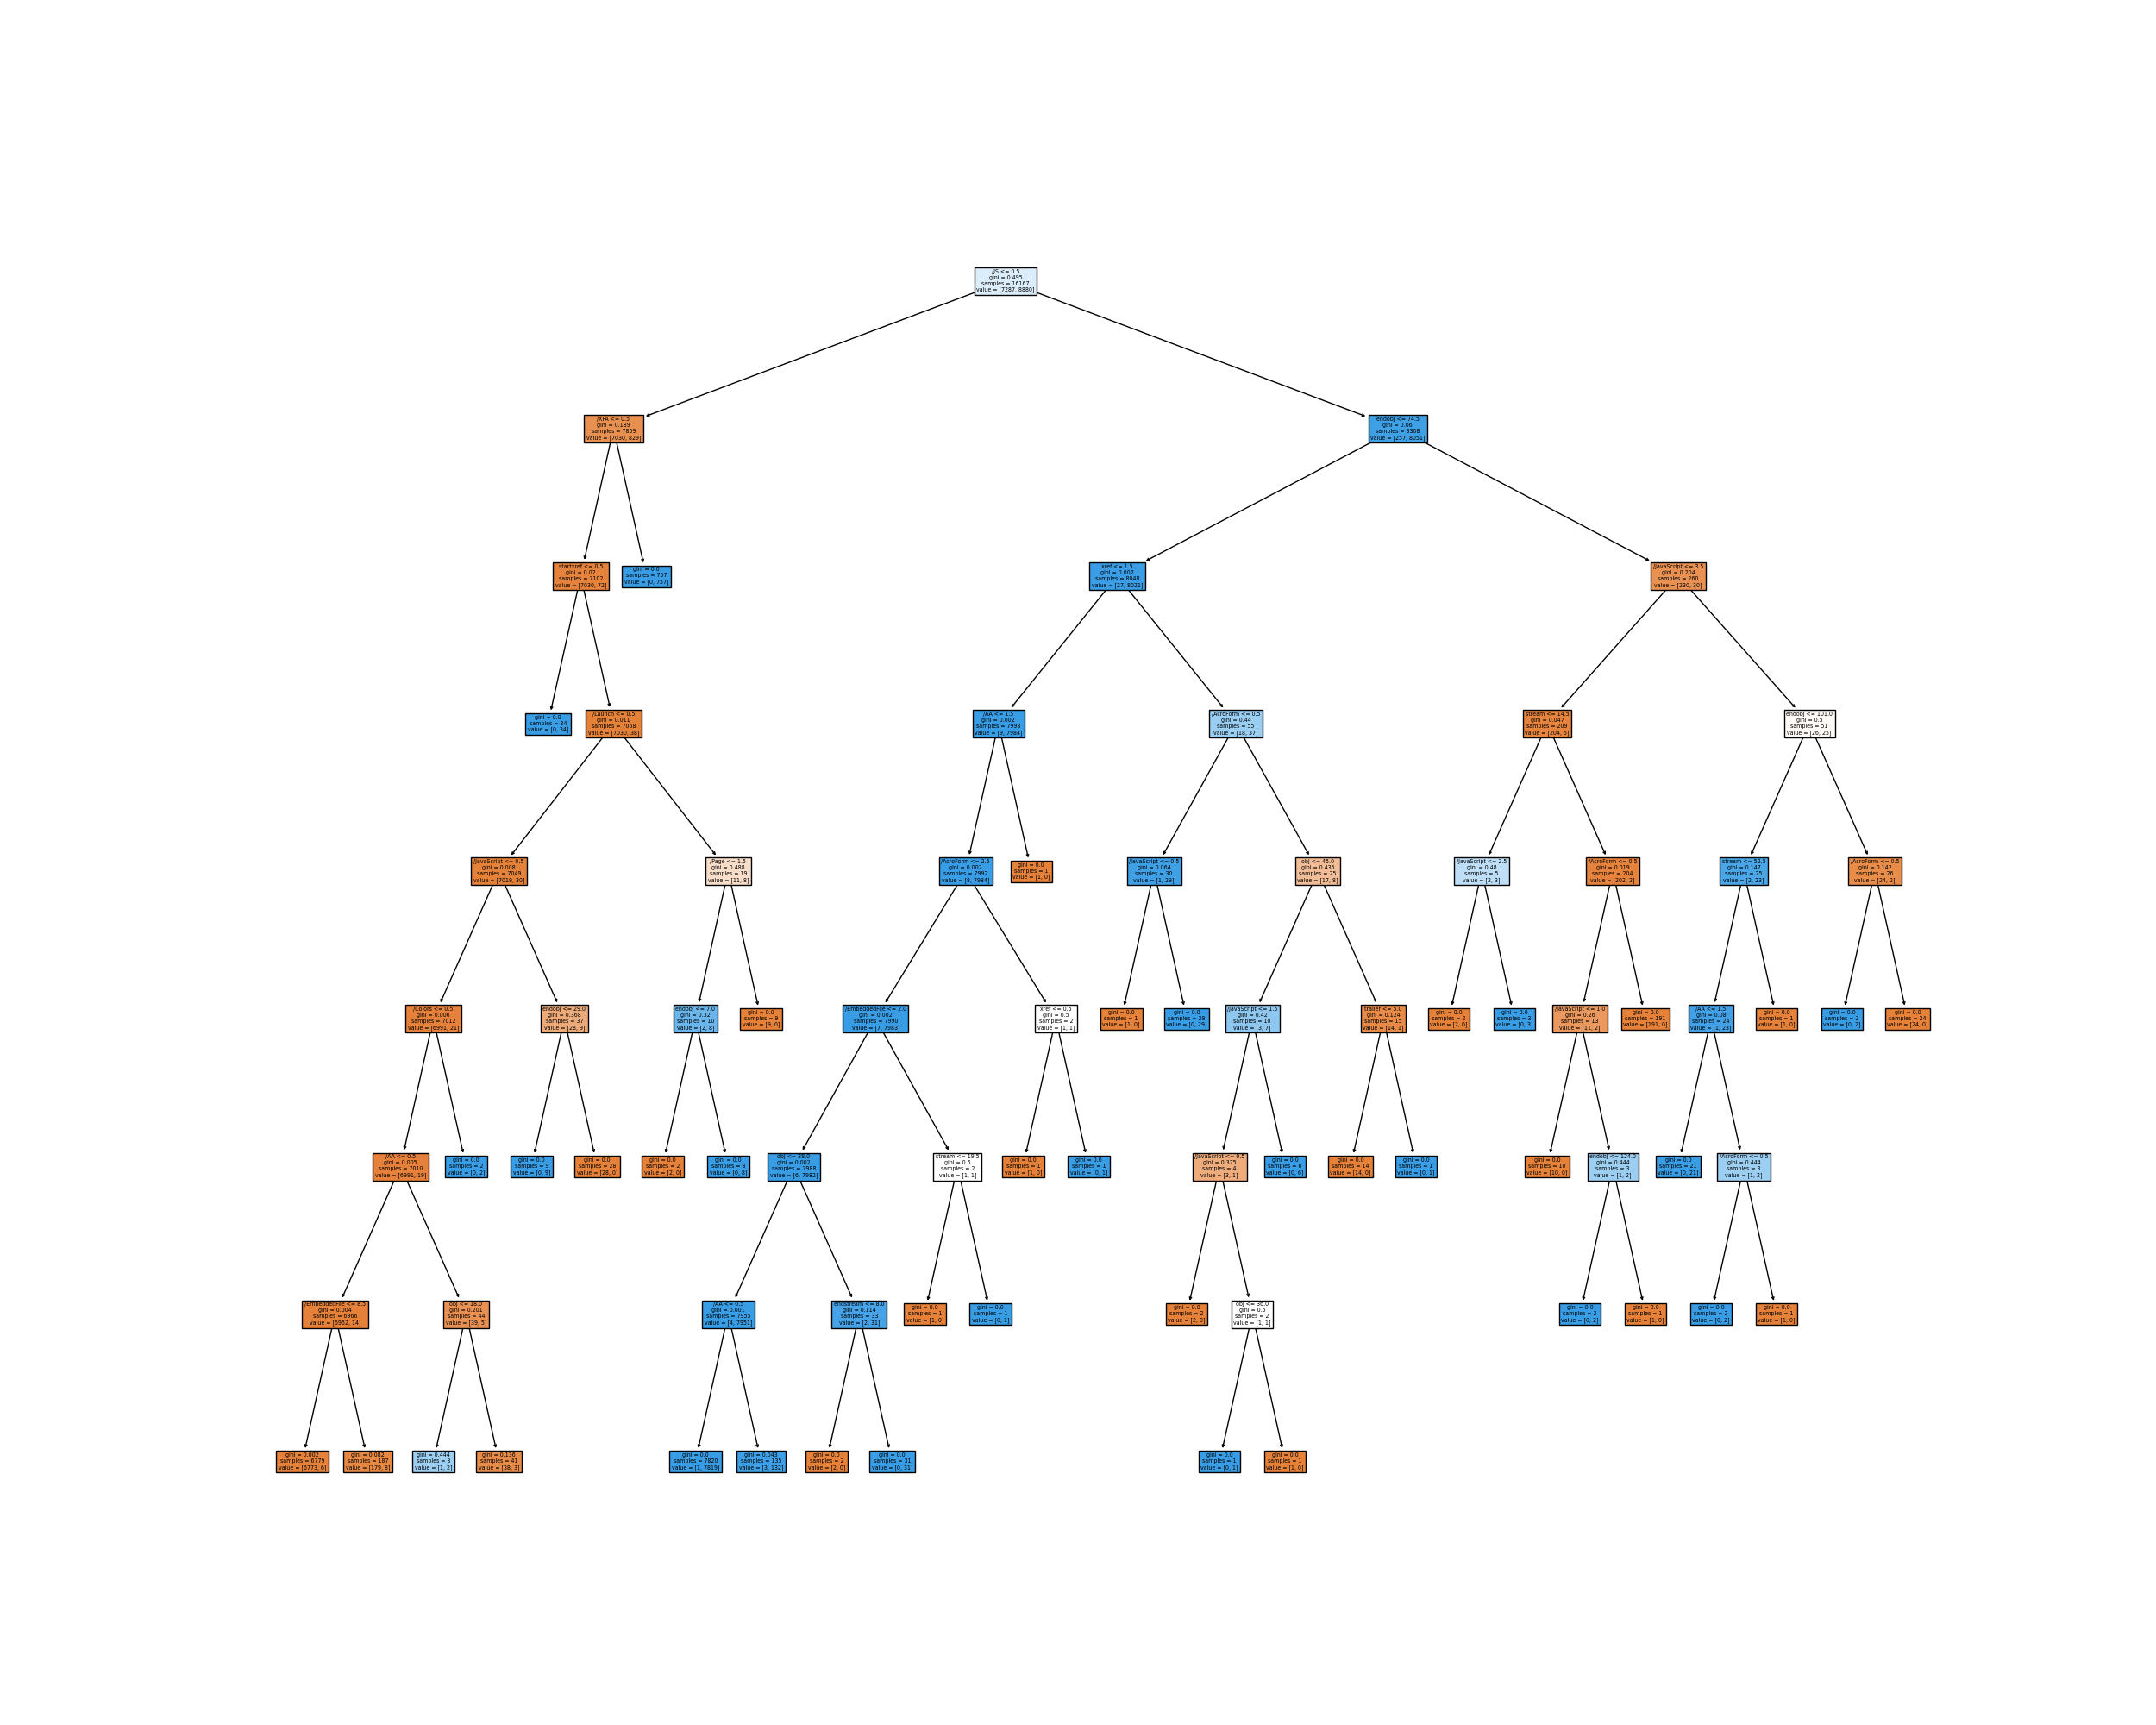 /JS <= 0.5
gini = 0.495
samples = 16167
value = [7287, 8880]
/XFA <= 0.5
gini = 0.189
samples = 7859
value = [7030, 829]
endobj <= 74.5
gini = 0.06
samples = 8308
value = [257, 8051]
startxref <= 0.5
gini = 0.02
samples = 7102
value = [7030, 72]
gini = 0.0
samples = 757
value = [0, 757]
xref <= 1.5
gini = 0.007
samples = 8048
value = [27, 8021]
/JavaScript <= 3.5
gini = 0.204
samples = 260
value = [230, 30]
gini = 0.0
samples = 34
value = [0, 34]
/Launch <= 0.5
gini = 0.011
samples = 7068
value = [7030, 38]
/AA <= 1.5
gini = 0.002
samples = 7993
value = [9, 7984]
/AcroForm <= 0.5
gini = 0.44
samples = 55
value = [18, 37]
stream <= 14.5
gini = 0.047
samples = 209
value = [204, 5]
endobj <= 101.0
gini = 0.5
samples = 51
value = [26, 25]
/JavaScript <= 0.5
gini = 0.008
samples = 7049
value = [7019, 30]
/Page <= 1.5
gini = 0.488
samples = 19
value = [11, 8]
/AcroForm <= 2.5
gini = 0.002
samples = 7992
value = [8, 7984]
gini = 0.0
samples = 1
value = [1, 0]
/JavaScript <= 0.5
gini = 0.064
samples = 30
value = [1, 29]
obj <= 45.0
gini = 0.435
samples = 25
value = [17, 8]
/JavaScript <= 2.5
gini = 0.48
samples = 5
value = [2, 3]
/AcroForm <= 0.5
gini = 0.019
samples = 204
value = [202, 2]
stream <= 52.5
gini = 0.147
samples = 25
value = [2, 23]
/AcroForm <= 0.5
gini = 0.142
samples = 26
value = [24, 2]
/Colors <= 0.5
gini = 0.006
samples = 7012
value = [6991, 21]
endobj <= 29.0
gini = 0.368
samples = 37
value = [28, 9]
endobj <= 7.0
gini = 0.32
samples = 10
value = [2, 8]
gini = 0.0
samples = 9
value = [9, 0]
/EmbeddedFile <= 2.0
gini = 0.002
samples = 7990
value = [7, 7983]
xref <= 0.5
gini = 0.5
samples = 2
value = [1, 1]
gini = 0.0
samples = 1
value = [1, 0]
gini = 0.0
samples = 29
value = [0, 29]
/JavaScript <= 1.5
gini = 0.42
samples = 10
value = [3, 7]
trailer <= 5.0
gini = 0.124
samples = 15
value = [14, 1]
gini = 0.0
samples = 2
value = [2, 0]
gini = 0.0
samples = 3
value = [0, 3]
/JavaScript <= 1.0
gini = 0.26
samples = 13
value = [11, 2]
gini = 0.0
samples = 191
value = [191, 0]
/AA <= 1.5
gini = 0.08
samples = 24
value = [1, 23]
gini = 0.0
samples = 1
value = [1, 0]
gini = 0.0
samples = 2
value = [0, 2]
gini = 0.0
samples = 24
value = [24, 0]
/AA <= 0.5
gini = 0.005
samples = 7010
value = [6991, 19]
gini = 0.0
samples = 2
value = [0, 2]
gini = 0.0
samples = 9
value = [0, 9]
gini = 0.0
samples = 28
value = [28, 0]
gini = 0.0
samples = 2
value = [2, 0]
gini = 0.0
samples = 8
value = [0, 8]
obj <= 38.0
gini = 0.002
samples = 7988
value = [6, 7982]
stream <= 19.5
gini = 0.5
samples = 2
value = [1, 1]
gini = 0.0
samples = 1
value = [1, 0]
gini = 0.0
samples = 1
value = [0, 1]
/JavaScript <= 0.5
gini = 0.375
samples = 4
value = [3, 1]
gini = 0.0
samples = 6
value = [0, 6]
gini = 0.0
samples = 14
value = [14, 0]
gini = 0.0
samples = 1
value = [0, 1]
gini = 0.0
samples = 10
value = [10, 0]
endobj <= 124.0
gini = 0.444
samples = 3
value = [1, 2]
gini = 0.0
samples = 21
value = [0, 21]
/AcroForm <= 0.5
gini = 0.444
samples = 3
value = [1, 2]
/EmbeddedFile <= 8.5
gini = 0.004
samples = 6966
value = [6952, 14]
obj <= 18.0
gini = 0.201
samples = 44
value = [39, 5]
/AA <= 0.5
gini = 0.001
samples = 7955
value = [4, 7951]
endstream <= 8.0
gini = 0.114
samples = 33
value = [2, 31]
gini = 0.0
samples = 1
value = [1, 0]
gini = 0.0
samples = 1
value = [0, 1]
gini = 0.0
samples = 2
value = [2, 0]
obj <= 36.0
gini = 0.5
samples = 2
value = [1, 1]
gini = 0.0
samples = 2
value = [0, 2]
gini = 0.0
samples = 1
value = [1, 0]
gini = 0.0
samples = 2
value = [0, 2]
gini = 0.0
samples = 1
value = [1, 0]
gini = 0.002
samples = 6779
value = [6773, 6]
gini = 0.082
samples = 187
value = [179, 8]
gini = 0.444
samples = 3
value = [1, 2]
gini = 0.136
samples = 41
value = [38, 3]
gini = 0.0
samples = 7820
value = [1, 7819]
gini = 0.043
samples = 135
value = [3, 132]
gini = 0.0
samples = 2
value = [2, 0]
gini = 0.0
samples = 31
value = [0, 31]
gini = 0.0
samples = 1
value = [0, 1]
gini = 0.0
samples = 1
value = [1, 0]